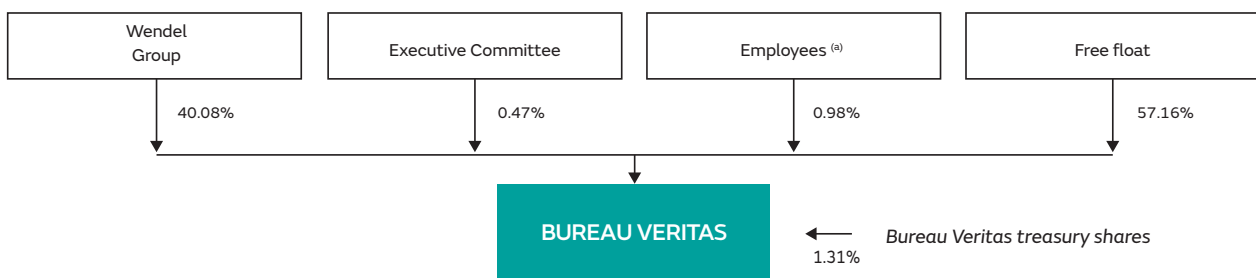 Wendel
Group
Executive Committee
Employees (a)
Free float
40.08%
0.47%
0.98%
57.16%
BUREAU VERITAS
Bureau Veritas treasury shares
1.31%